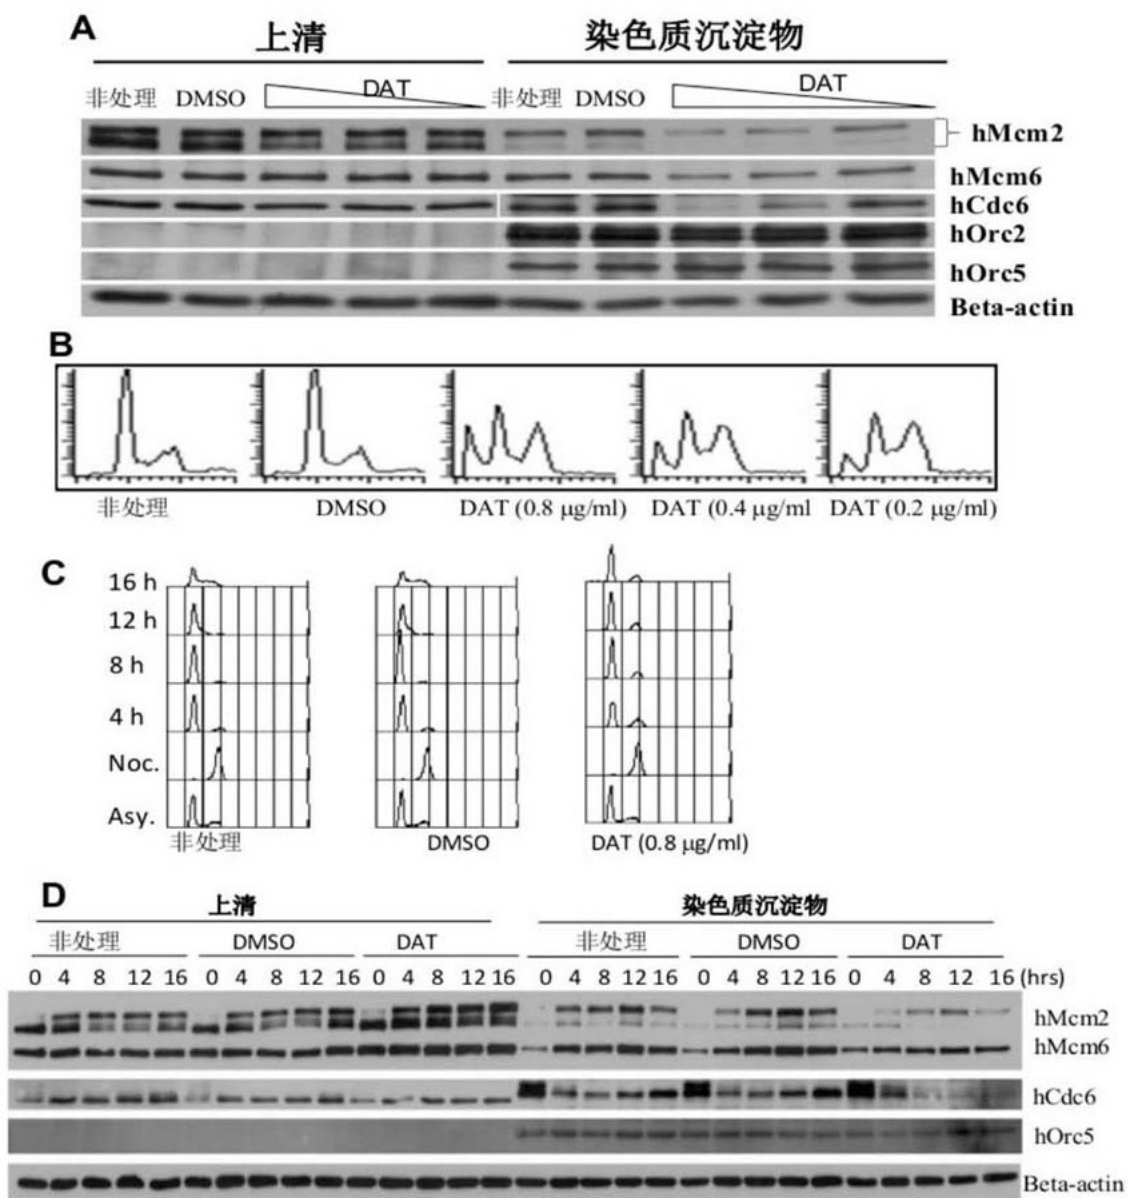 A
上清
染色质沉淀物
非处理 DMSO DAT 非处理 DMSO DAT
hMcm2
hMcm6
hCdc6
hOrc2
hOrc5
Beta-actin
B
非处理 DMSO DAT (0.8 μg/ml) DAT (0.4 μg/ml DAT (0.2 μg/ml)
C
16 h
12 h
8 h
4 h
Noc.
Asy.
非处理 DMSO DAT (0.8 μg/ml)
D
上清 染色质沉淀物
非处理 DMSO DAT 非处理 DMSO DAT
0 4 8 12 16 0 4 8 12 16 0 4 8 12 16 0 4 8 12 16 0 4 8 12 16 0 4 8 12 16 (hrs)
hMcm2
hMcm6
hCdc6
hOrc5
Beta-actin